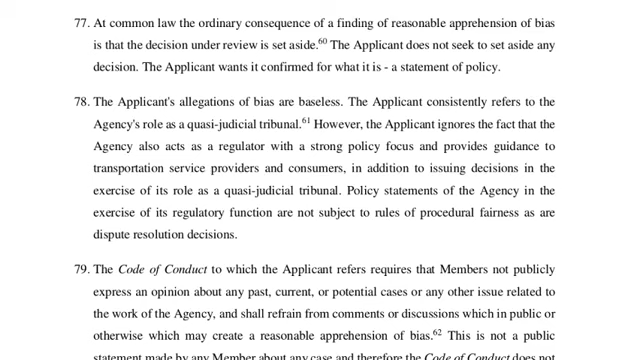 77. At common law the ordinary consequence of a finding of reasonable apprehension of bias
is that the decision under review is set aside.60 The Applicant does not seek to set aside any
decision. The Applicant wants it confirmed for what it is - a statement of policy.
78. The Applicant's allegations of bias are baseless. The Applicant consistently refers to the
Agency's role as a quasi-judicial tribunal.61 However, the Applicant ignores the fact that the
Agency also acts as a regulator with a strong policy focus and provides guidance to
transportation service providers and consumers, in addition to issuing decisions in the
exercise of its role as a quasi-judicial tribunal. Policy statements of the Agency in the
exercise of its regulatory function are not subject to rules of procedural fairness as are
dispute resolution decisions.
79. The Code of Conduct to which the Applicant refers requires that Members not publicly
express an opinion about any past, current, or potential cases or any other issue related to
the work of the Agency, and shall refrain from comments or discussions which in public or
otherwise which may create a reasonable apprehension of bias.62 This is not a public
statement made by any Member about any case and therefore the Code of Conduct does not